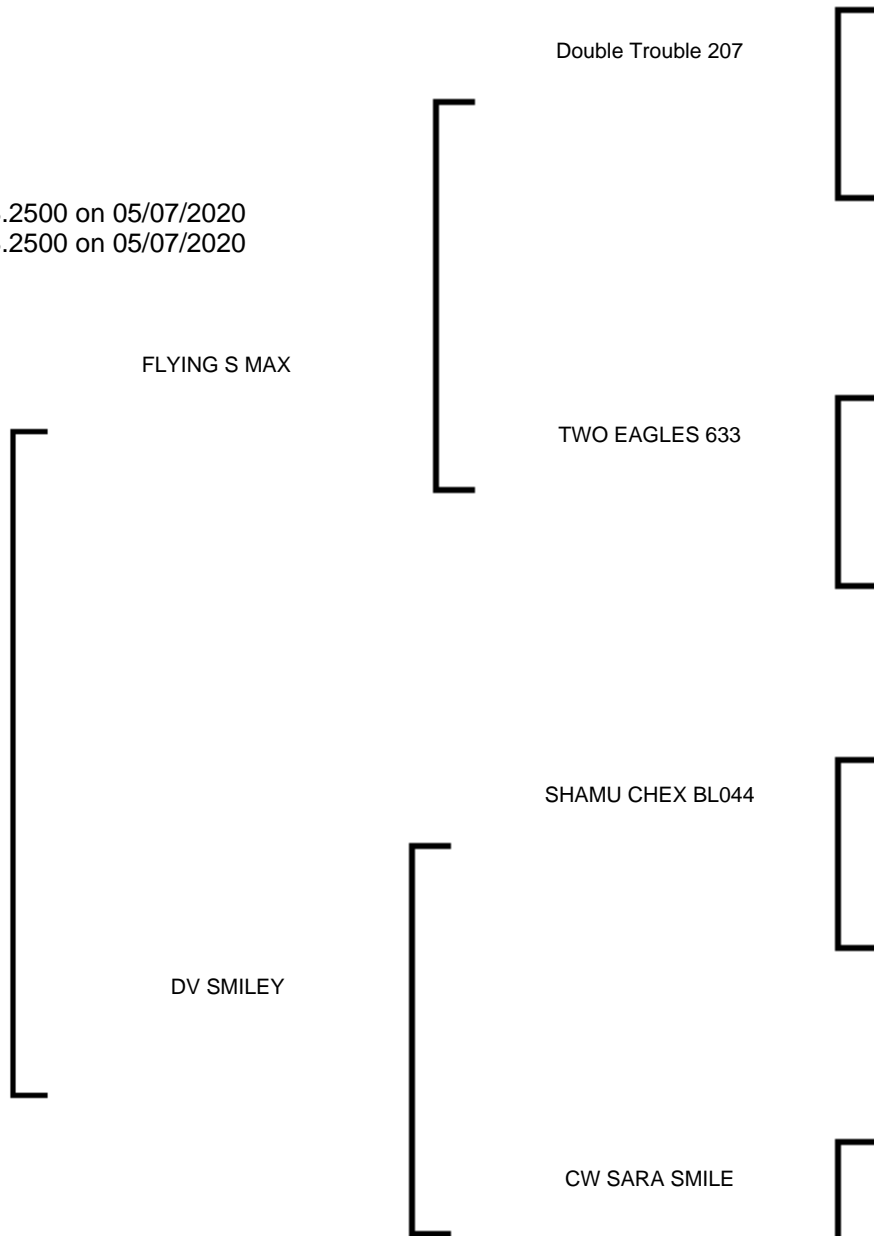 Double Trouble 207
.2500 on 05/07/2020
.2500 on 05/07/2020
FLYING S MAX
TWO EAGLES 633
SHAMU CHEX BL044
DV SMILEY
CW SARA SMILE